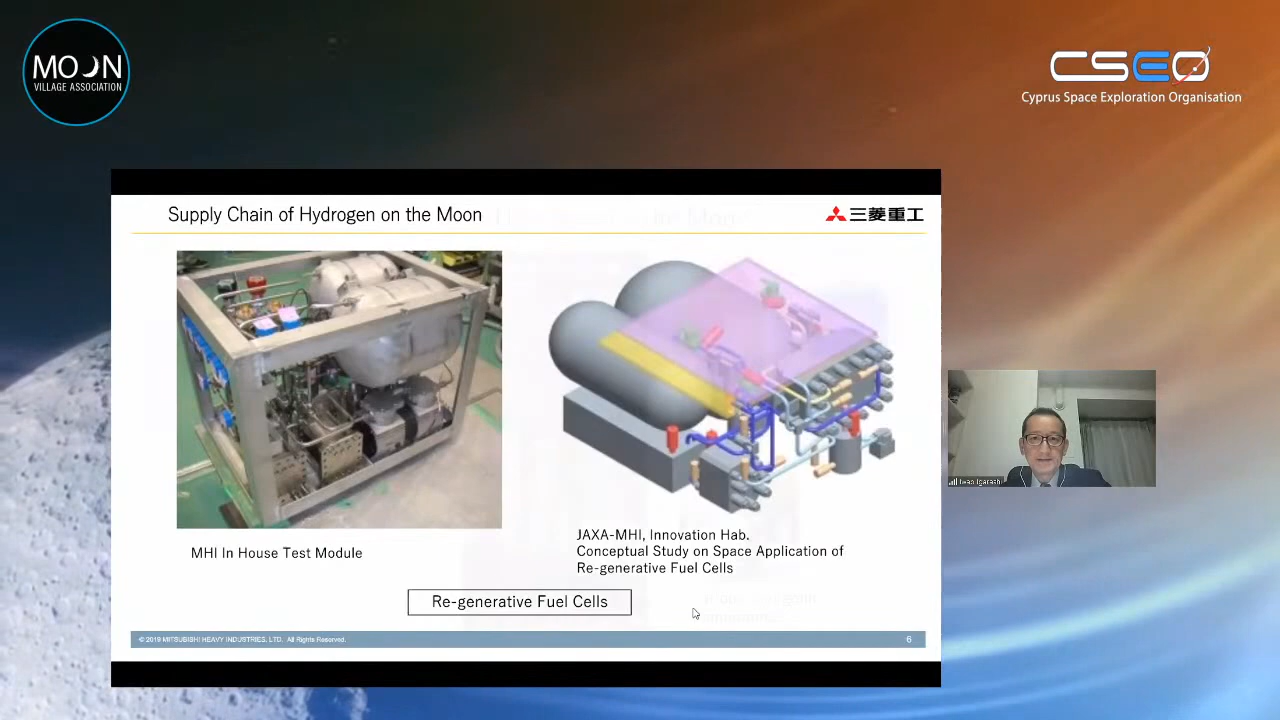 MOON
VILLAGE ASSOCIATION
CSEO
Cyprus Space Exploration Organisation
Supply Chain of Hydrogen on the Moon
三菱重工
MHI In House Test Module
JAXA-MHI, Innovation Hab.
Conceptual Study on Space Application of
Re-generative Fuel Cells
Re-generative Fuel Cells
© 2019 MITSUBISHI HEAVY INDUSTRIES, LTD. All Rights Reserved.
6
Iwao Igarashi